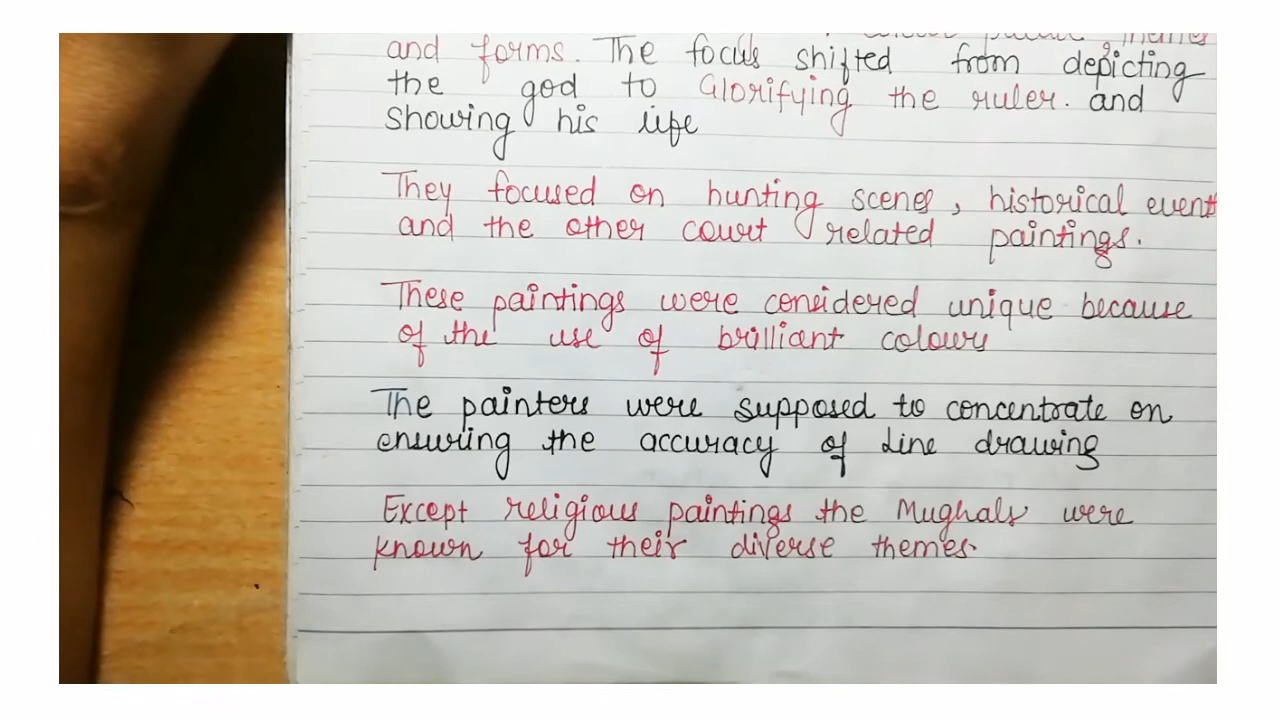 and forms. The focus shifted from depicting
the god to Glorifying the ruler. and
showing his life
They focused on hunting scenes, historical event
and the other court related paintings.
These paintings were considered unique because
of the use of brilliant colours
The painters were supposed to concentrate on
ensuring the accuracy of Line drawing
Except religious paintings the Mughals were
known for their diverse themes.